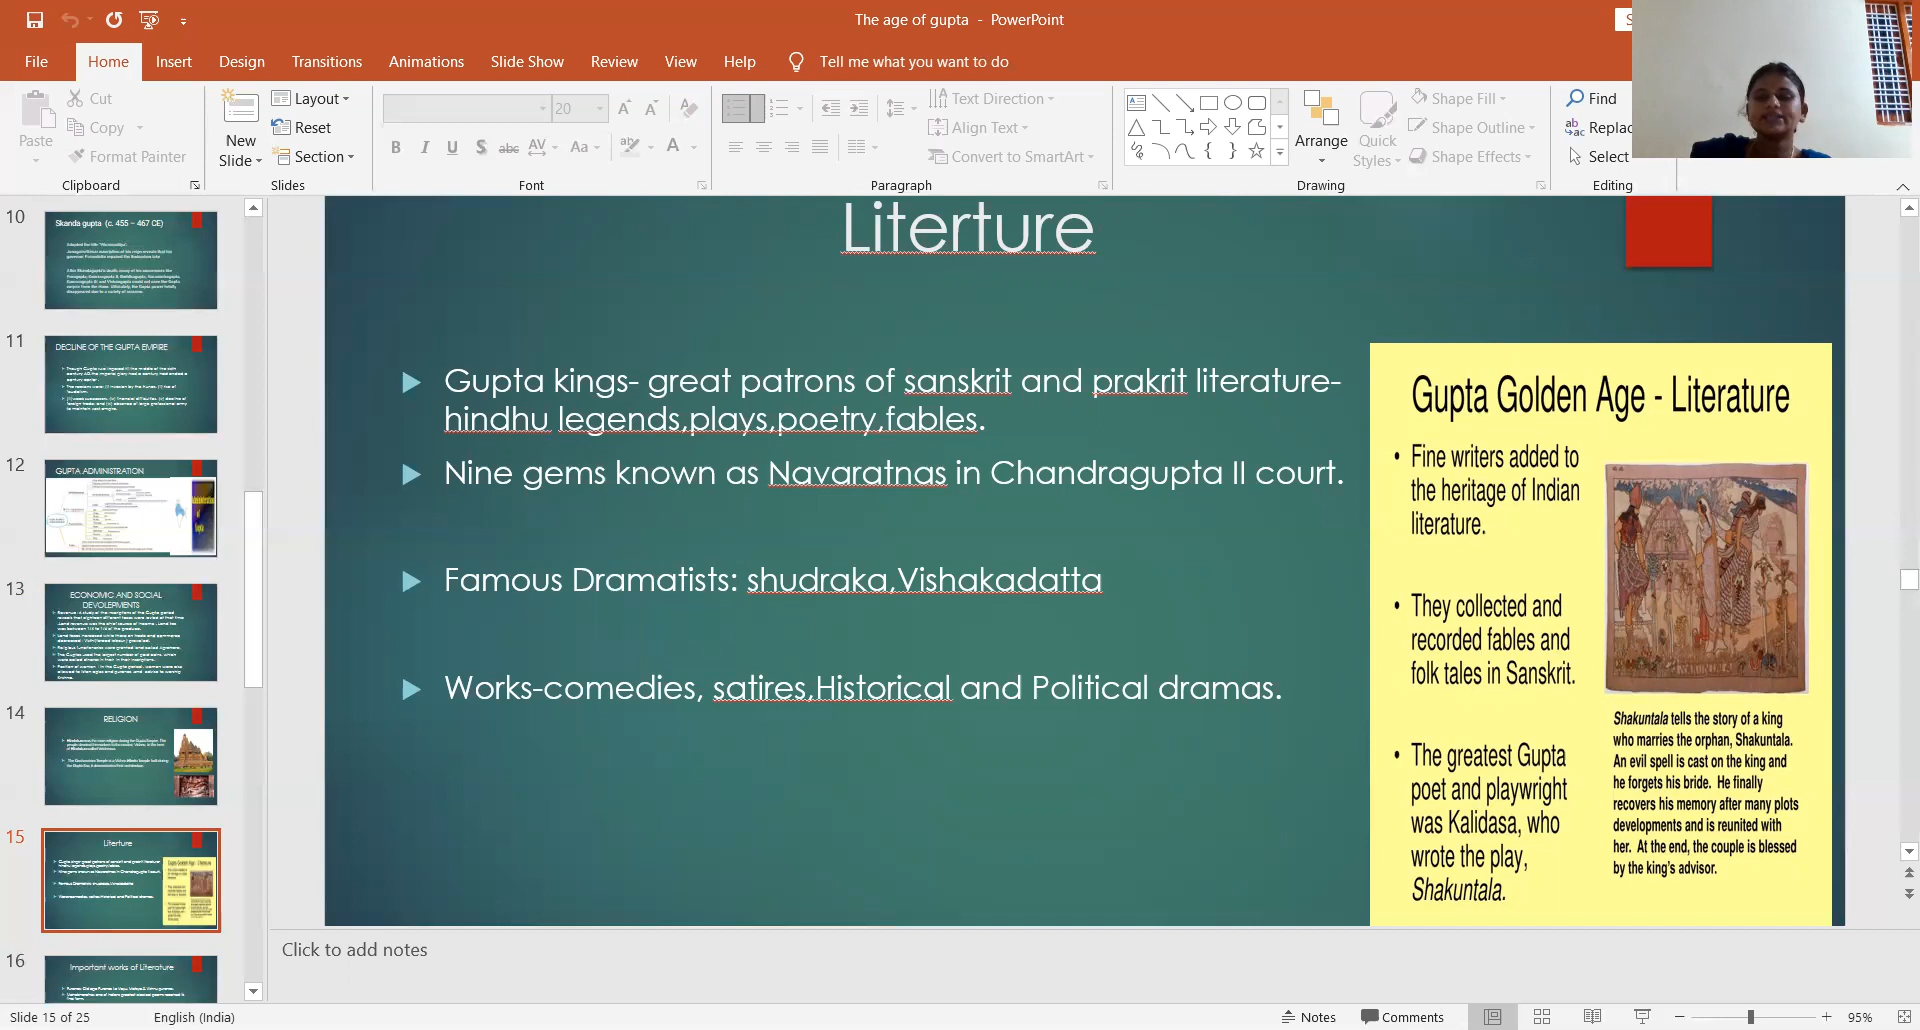 The age of gupta - PowerPoint
File Home Insert Design Transitions Animations Slide Show Review View Help Tell me what you want to do
Paste
Cut
Copy
Format Painter
Clipboard
New Slide
Layout
Reset
Section
Slides
20
Font
Text Direction
Align Text
Convert to SmartArt
Paragraph
Arrange
Quick Styles
Shape Fill
Shape Outline
Shape Effects
Drawing
Find
Replac
Select
Editing
10
Skanda gupta (c. 455 – 467 CE)
11
DECLINE OF THE GUPTA EMPIRE
12
GUPTA ADMINISTRATION
13
ECONOMIC AND SOCIAL
DEVOLEPMENTS
14
RELIGION
15
Literture
16
Important works of Literature
Literture
Gupta kings- great patrons of sanskrit and prakrit literature-
hindhu legends,plays,poetry,fables.
Nine gems known as Navaratnas in Chandragupta II court.
Famous Dramatists: shudraka,Vishakadatta
Works-comedies, satires,Historical and Political dramas.
Gupta Golden Age - Literature
• Fine writers added to
the heritage of Indian
literature.
• They collected and
recorded fables and
folk tales in Sanskrit.
• The greatest Gupta
poet and playwright
was Kalidasa, who
wrote the play,
Shakuntala.
Shakuntala tells the story of a king
who marries the orphan, Shakuntala.
An evil spell is cast on the king and
he forgets his bride. He finally
recovers his memory after many plots
developments and is reunited with
her. At the end, the couple is blessed
by the king's advisor.
Click to add notes
Slide 15 of 25 English (India) Notes Comments 95%